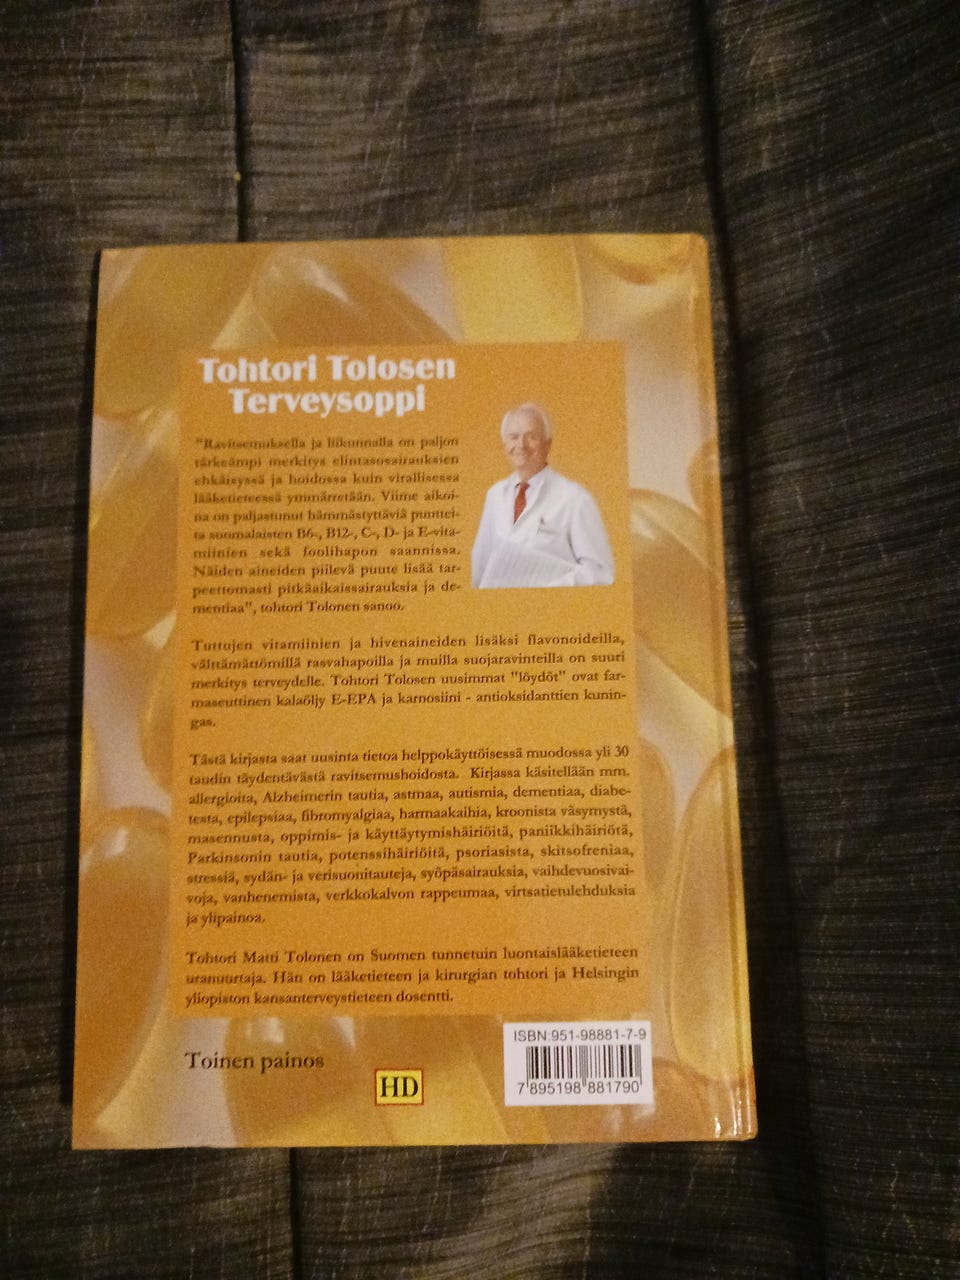 Tohtori Tolosen
Terveysoppi
"Ravitsemuksella ja liikunnalla on paljon
tärkeämpi merkitys elintasosairauksien
ehkäisyssä ja hoidossa kuin virallisessa
lääketieteessä ymmärretään. Viime aikoi-
na on paljastunut hämmästyttäviä puuttei-
ta suomalaisten B6-, B12-, C-, D- ja E-vita-
miinien sekä foolihapon saannissa.
Näiden aineiden piilevä puute lisää tar-
peettomasti pitkäaikaissairauksia ja de-
mentiaa", tohtori Tolonen sanoo.
Tuttujen vitamiinien ja hivenaineiden lisäksi flavonoideilla,
välttämättömillä rasvahapoilla ja muilla suojaravinteilla on suuri
merkitys terveydelle. Tohtori Tolosen uusimmat "löydöt" ovat far-
maseuttinen kalaöljy E-EPA ja karnosiini - antioksidanttien kunin-
gas.
Tästä kirjasta saat uusinta tietoa helppokäyttöisessä muodossa yli 30
taudin täydentävästä ravitsemushoidosta. Kirjassa käsitellään mm.
allergioita, Alzheimerin tautia, astmaa, autismia, dementiaa, diabe-
testa, epilepsiaa, fibromyalgiaa, harmaakaihia, kroonista väsymystä,
masennusta, oppimis- ja käyttäytymishäiriöitä, paniikkihäiriötä,
Parkinsonin tautia, potenssihäiriöitä, psoriasista, skitsofreniaa,
stressiä, sydän- ja verisuonitauteja, syöpäsairauksia, vaihdevuosivai-
voja, vanhenemista, verkkokalvon rappeumaa, virtsatietulehduksia
ja ylipainoa.
Tohtori Matti Tolonen on Suomen tunnetuin luontaislääketieteen
uranuurtaja. Hän on lääketieteen ja kirurgian tohtori ja Helsingin
yliopiston kansanterveystieteen dosentti.
Toinen painos
HD
ISBN:951-98881-7-9
7 895198 881790